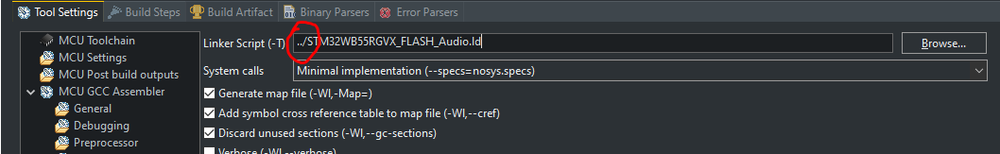 Tool Settings Build Steps Build Artifact Binary Parsers Error Parsers
MCU Toolchain
MCU Settings
MCU Post build outputs
MCU GCC Assembler
General
Debugging
Preprocessor
Linker Script (-T) ../STM32WB55RGVX_FLASH_Audio.ld Browse...
System calls Minimal implementation (--specs=nosys.specs)
Generate map file (-Wl,-Map=)
Add symbol cross reference table to map file (-Wl,--cref)
Discard unused sections (-Wl,--gc-sections)
Verbose (-Wl,--verbose)